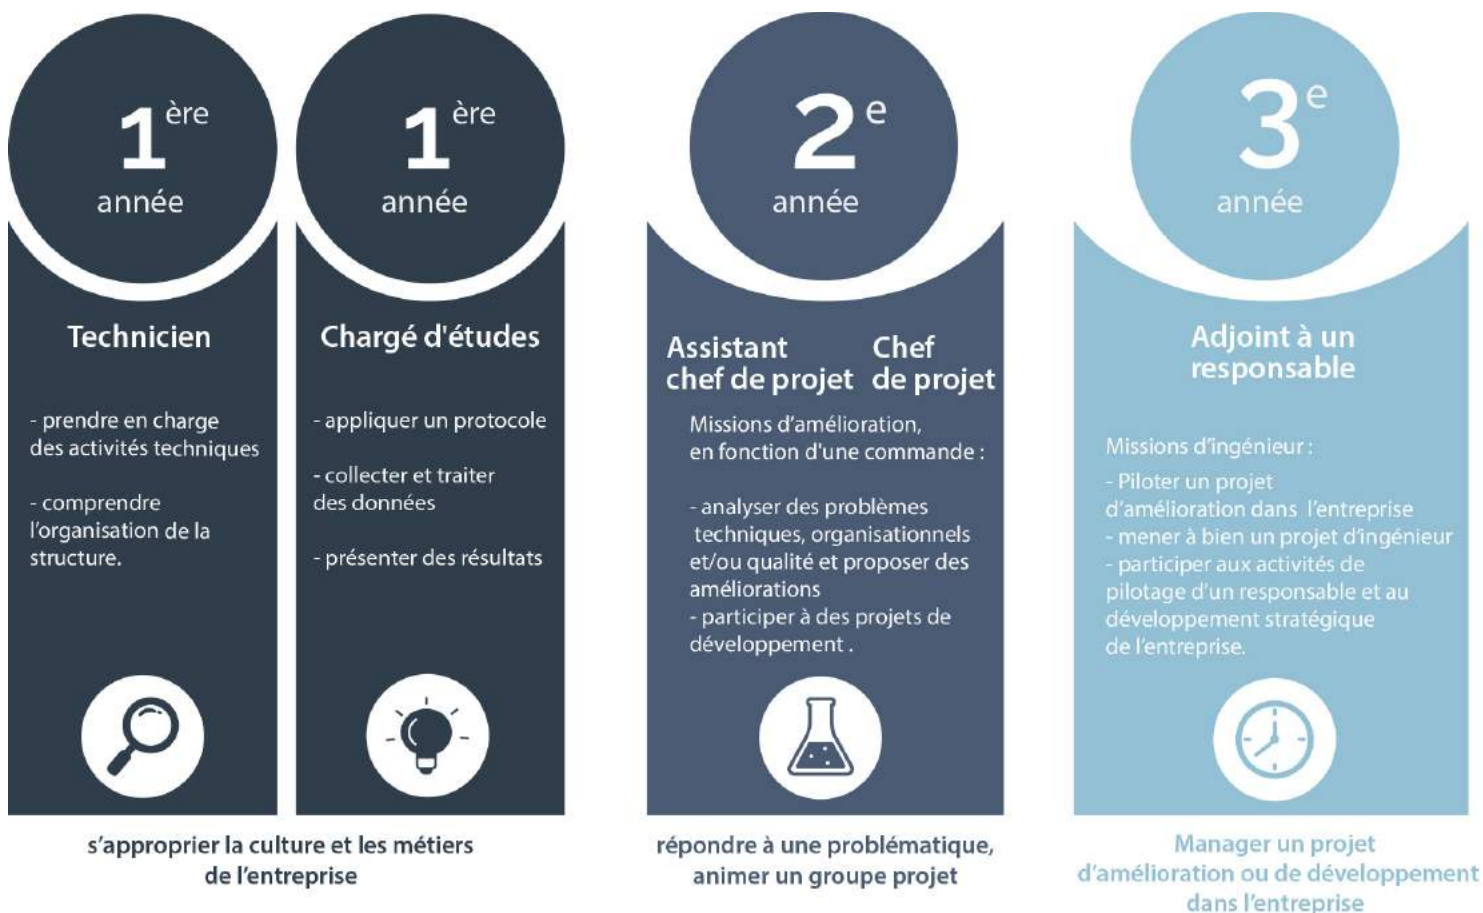 1ère
année
Technicien
- prendre en charge
des activités techniques
- comprendre
l'organisation de la
structure.
1ère
année
Chargé d'études
- appliquer un protocole
- collecter et traiter
des données
- présenter des résultats
s'approprier la culture et les métiers
de l'entreprise
2e
année
Assistant
chef de projet
Chef
de projet
Missions d'amélioration,
en fonction d'une commande :
- analyser des problèmes
techniques, organisationnels
et/ou qualité et proposer des
améliorations
- participer à des projets de
développement .
répondre à une problématique,
animer un groupe projet
3e
année
Adjoint à un
responsable
Missions d'ingénieur :
- Piloter un projet
d'amélioration dans l'entreprise
- mener à bien un projet d'ingénieur
- participer aux activités de
pilotage d'un responsable et au
développement stratégique
de l'entreprise.
Manager un projet
d'amélioration ou de développement
dans l'entreprise